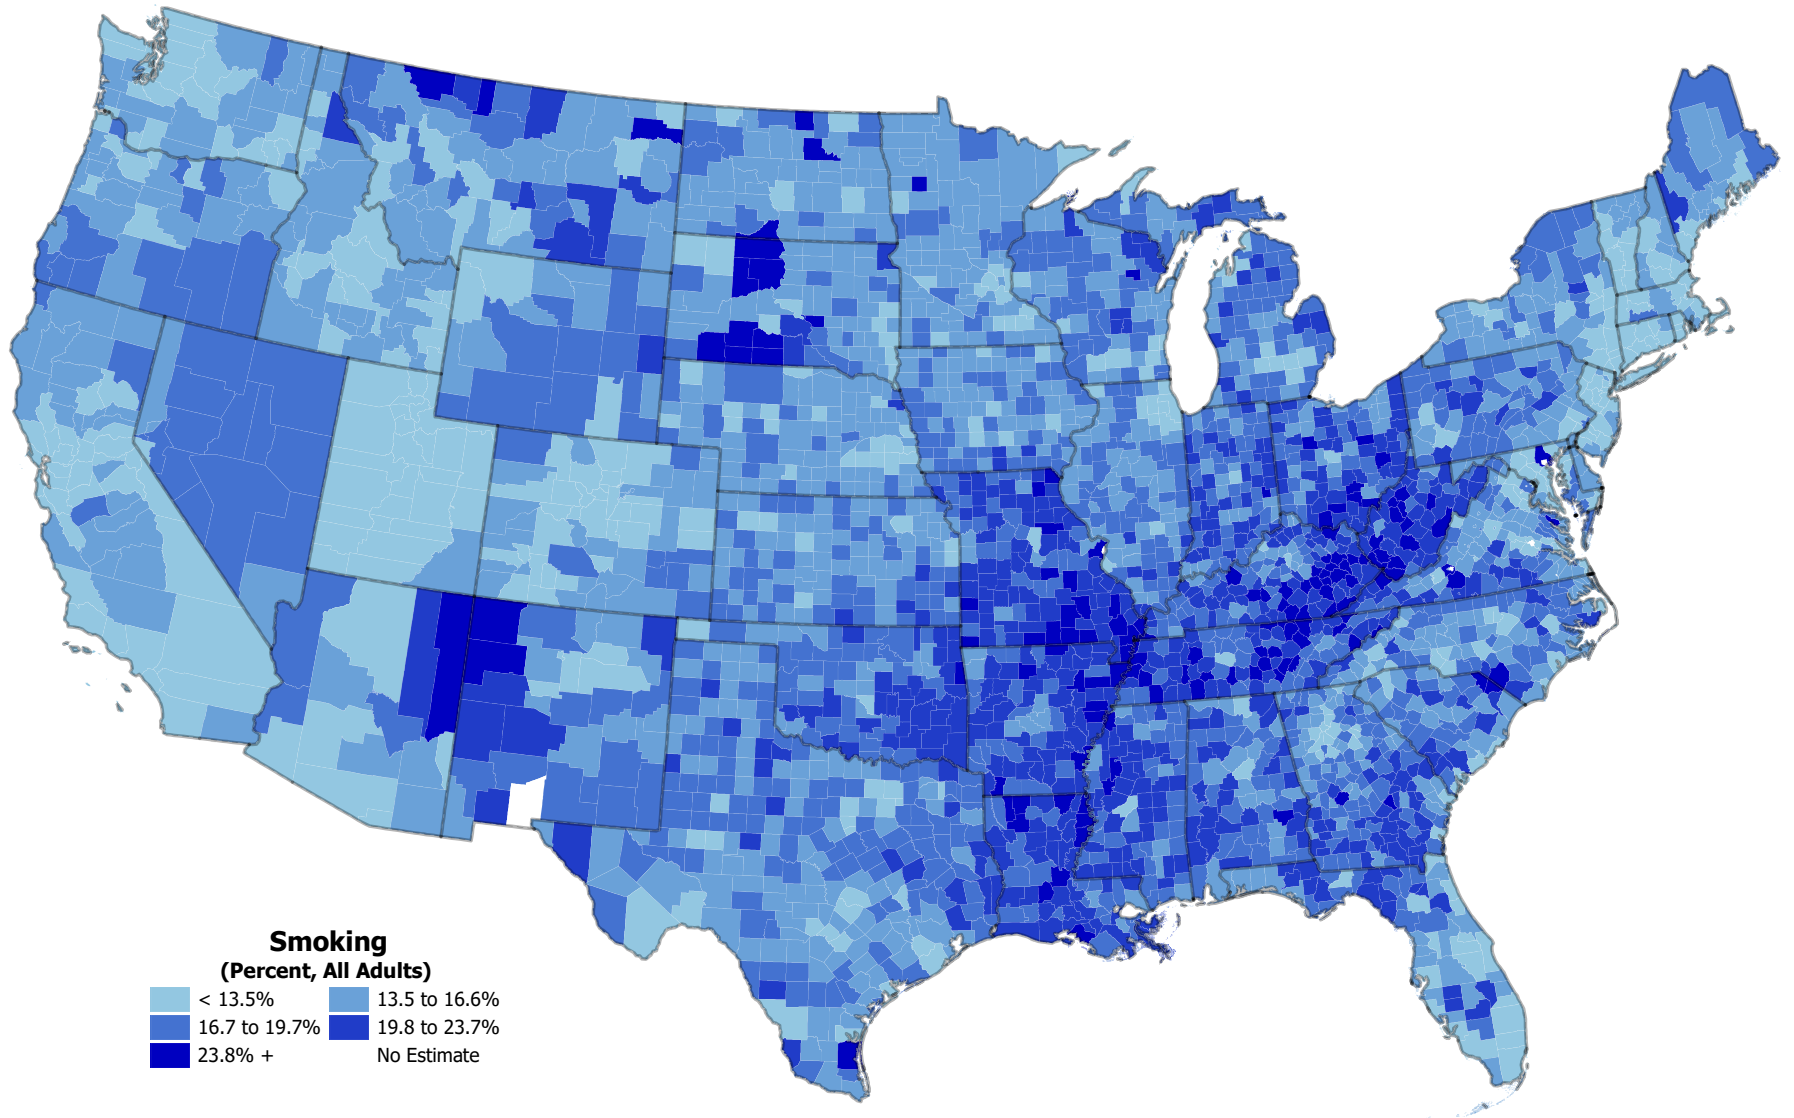 Smoking
(Percent, All Adults)
< 13.5% 13.5 to 16.6%
16.7 to 19.7% 19.8 to 23.7%
23.8% + No Estimate